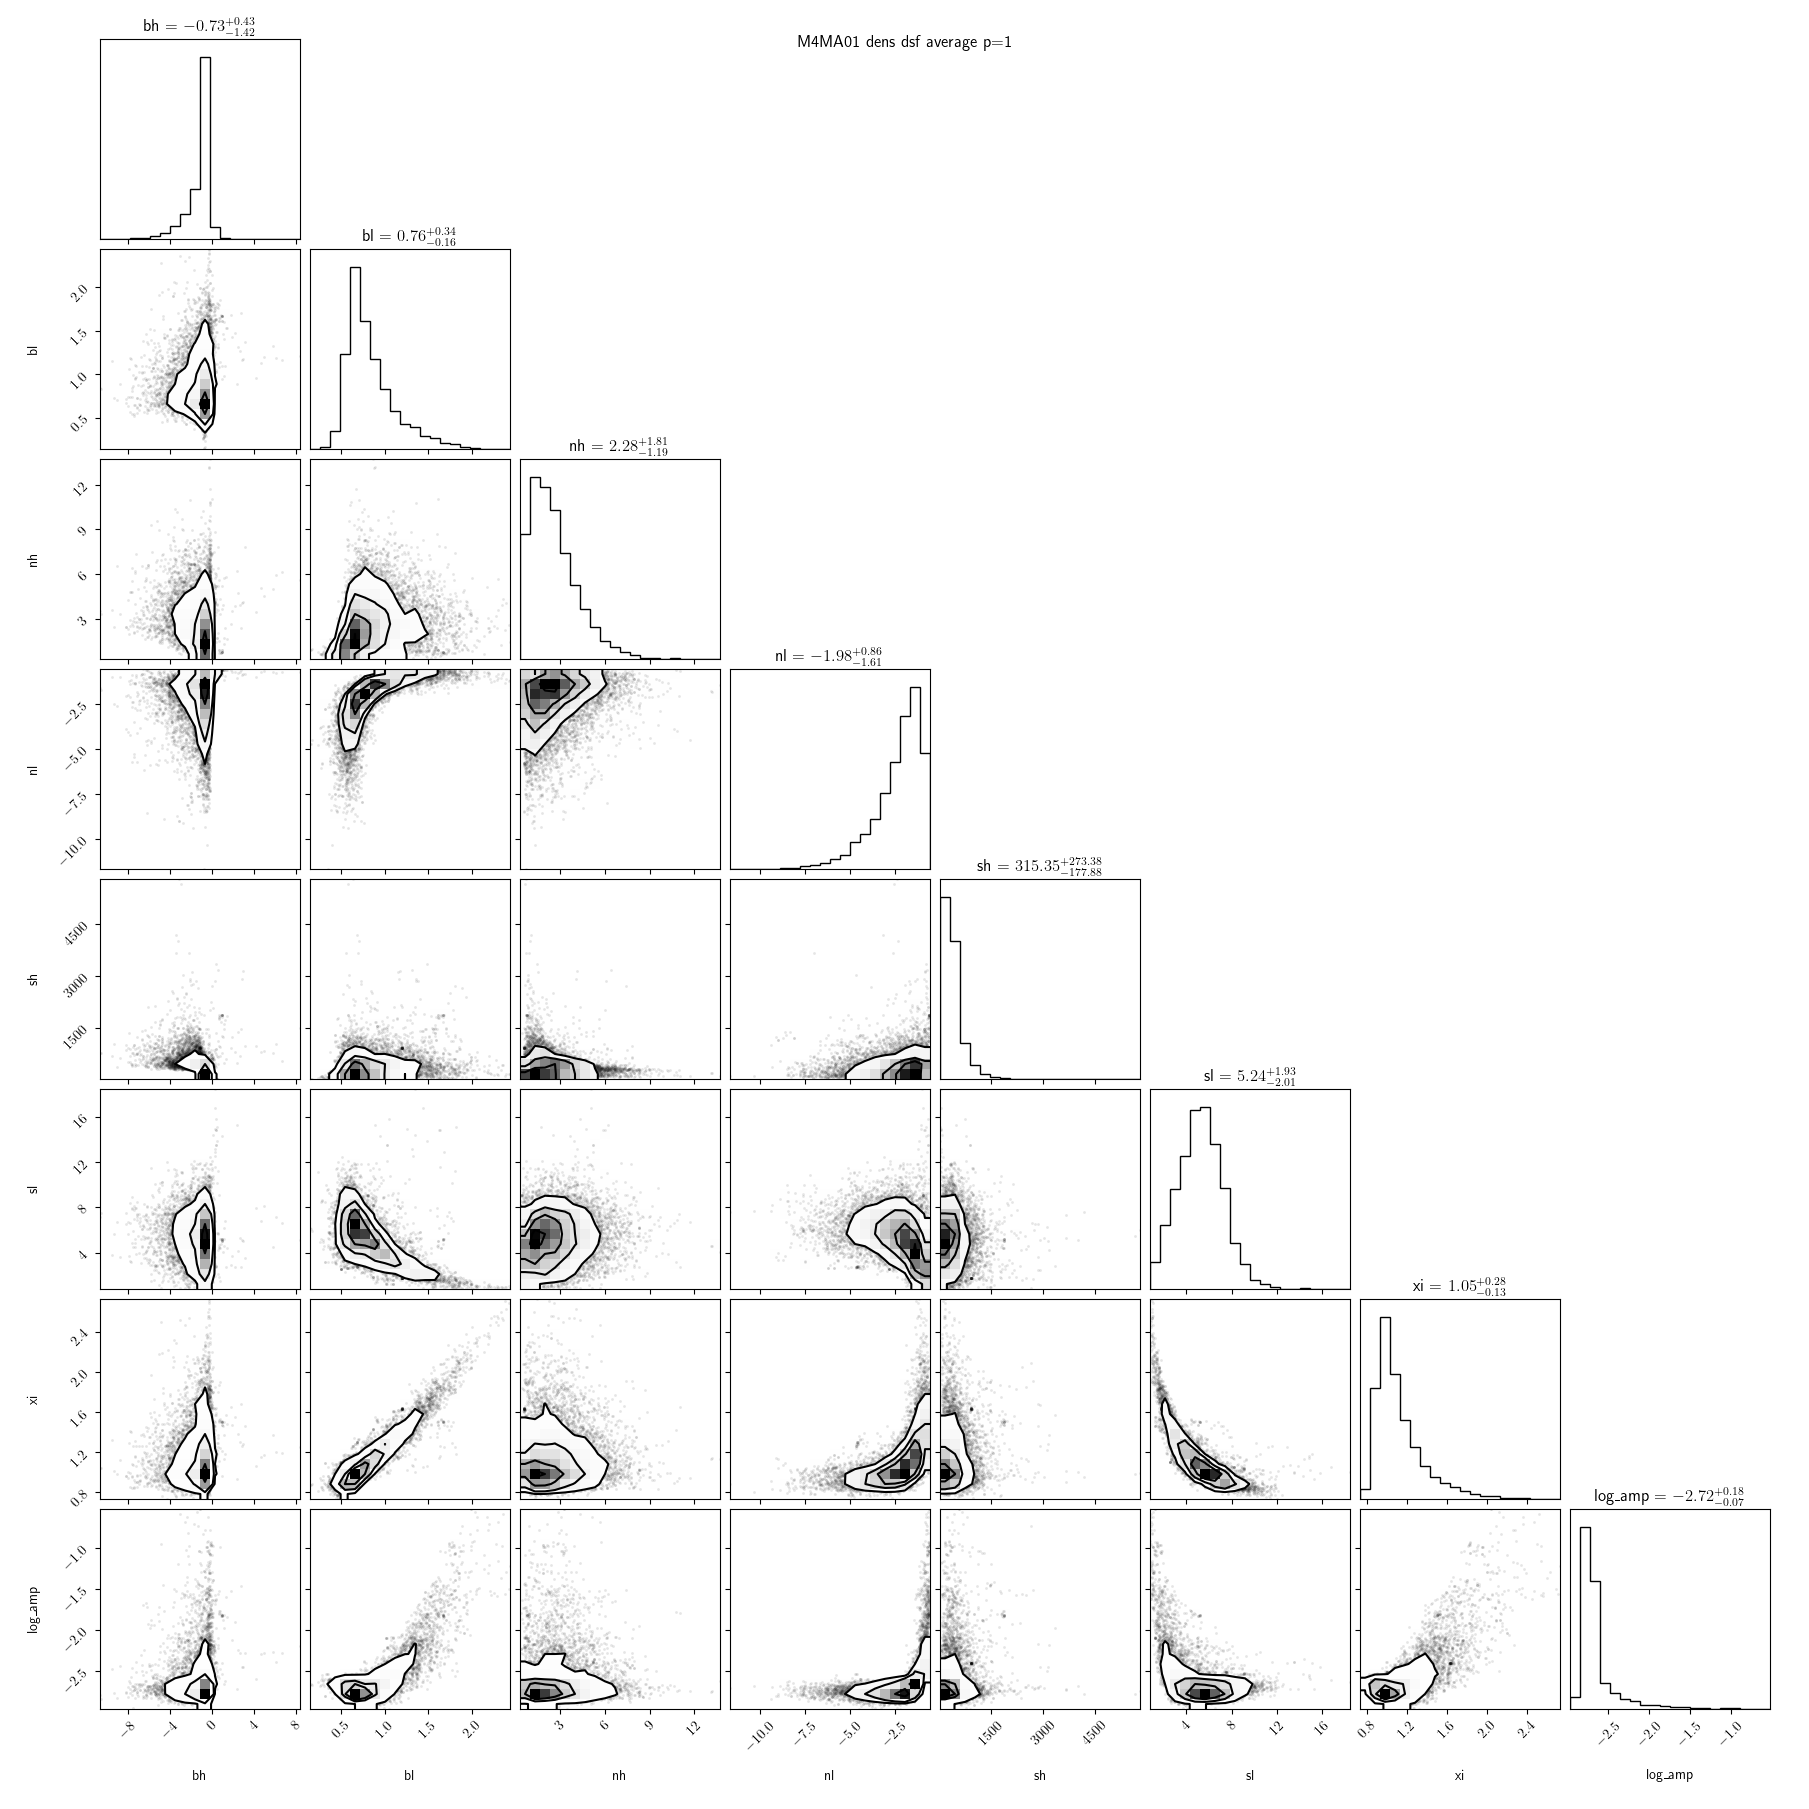 bh = −0.73+0.43−1.42
M4MA01 dens dsf average p=1
bl = 0.76+0.34−0.16
2.0
1.5
1.0
0.5
bl
nh = 2.28+1.81−1.19
12
9
6
3
nh
nl = −1.98+0.86−1.61
−2.5
−5.0
−7.5
−10.0
nl
sh = 315.35+273.38−177.88
4500
3000
1500
sh
sl = 5.24+1.93−2.01
16
12
8
4
sl
xi = 1.05+0.28−0.13
2.4
2.0
1.6
1.2
0.8
xi
log_amp = −2.72+0.18−0.07
−1.0
−1.5
−2.0
−2.5
log_amp
−8 −4 0 4 8 0.5 1.0 1.5 2.0 3 6 9 12 −10.0 −7.5 −5.0 −2.5 1500 3000 4500 4 8 12 16 0.8 1.2 1.6 2.0 2.4 −2.5 −2.0 −1.5 −1.0
bh bl nh nl sh sl xi log_amp